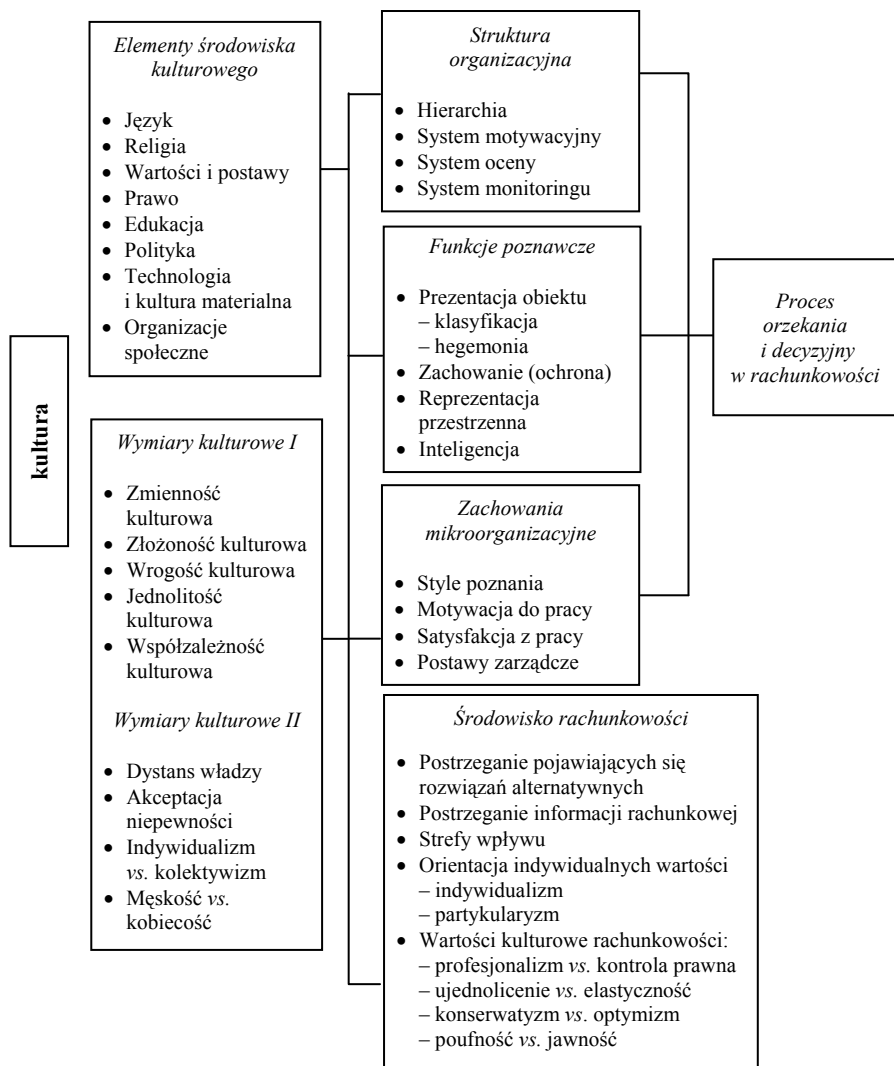 kultura
Elementy środowiska
kulturowego
• Język
• Religia
• Wartości i postawy
• Prawo
• Edukacja
• Polityka
• Technologia
i kultura materialna
• Organizacje
społeczne
Wymiary kulturowe I
• Zmienność
kulturowa
• Złożoność kulturowa
• Wrogość kulturowa
• Jednolitość
kulturowa
• Współzależność
kulturowa
Wymiary kulturowe II
• Dystans władzy
• Akceptacja
niepewności
• Indywidualizm
vs. kolektywizm
• Męskość vs.
kobiecość
Struktura
organizacyjna
• Hierarchia
• System motywacyjny
• System oceny
• System monitoringu
Funkcje poznawcze
• Prezentacja obiektu
– klasyfikacja
– hegemonia
• Zachowanie (ochrona)
• Reprezentacja
przestrzenna
• Inteligencja
Zachowania
mikroorganizacyjne
• Style poznania
• Motywacja do pracy
• Satysfakcja z pracy
• Postawy zarządcze
Środowisko rachunkowości
• Postrzeganie pojawiających się
rozwiązań alternatywnych
• Postrzeganie informacji rachunkowej
• Strefy wpływu
• Orientacja indywidualnych wartości
– indywidualizm
– partykularyzm
• Wartości kulturowe rachunkowości:
– profesjonalizm vs. kontrola prawna
– ujednolicenie vs. elastyczność
– konserwatyzm vs. optymizm
– poufność vs. jawność
Proces
orzekania
i decyzyjny
w rachunkowości